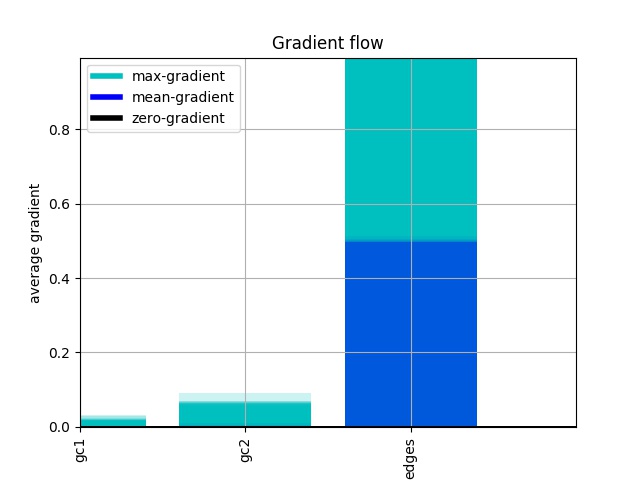 Gradient flow
max-gradient
mean-gradient
zero-gradient
average gradient
0.8
0.6
0.4
0.2
0.0
gc1
gc2
edges